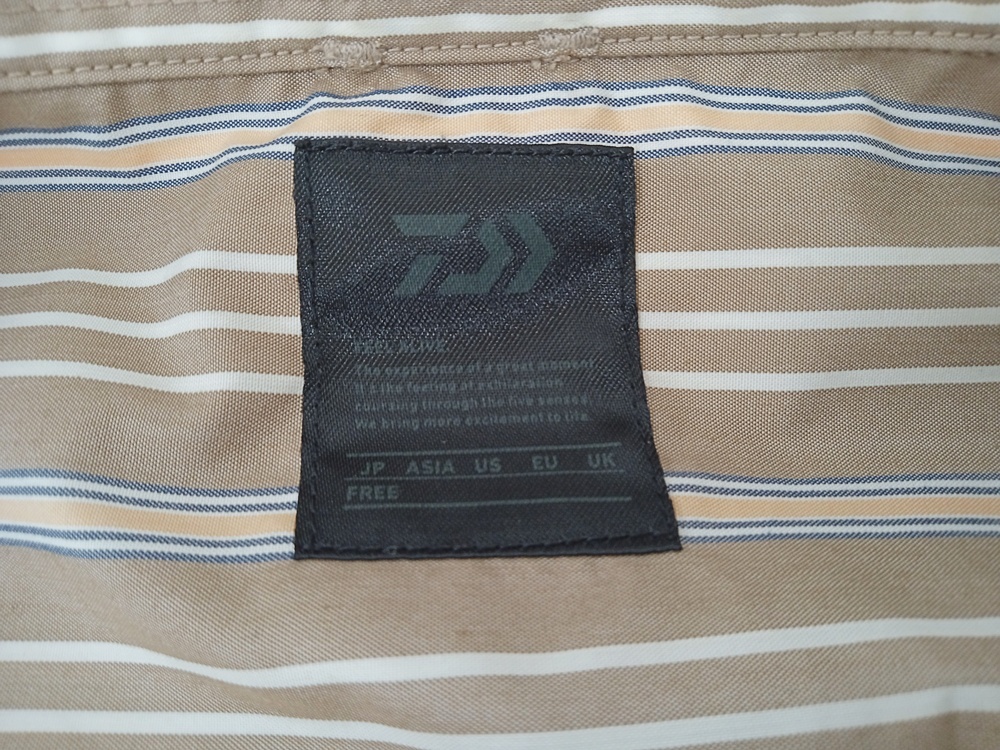 FEEL ALIVE
The experience of a great moment
It's the feeling of exhileration
coursing through the five senses
We bring more excitement to life
JP ASIA US EU UK
FREE